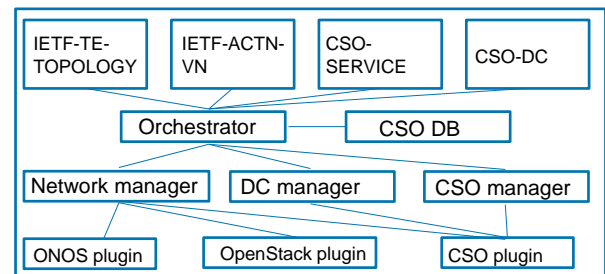 IETF-TE-
TOPOLOGY
IETF-ACTN-
VN
CSO-
SERVICE
CSO-DC
Orchestrator
CSO DB
Network manager
DC manager
CSO manager
ONOS plugin
OpenStack plugin
CSO plugin